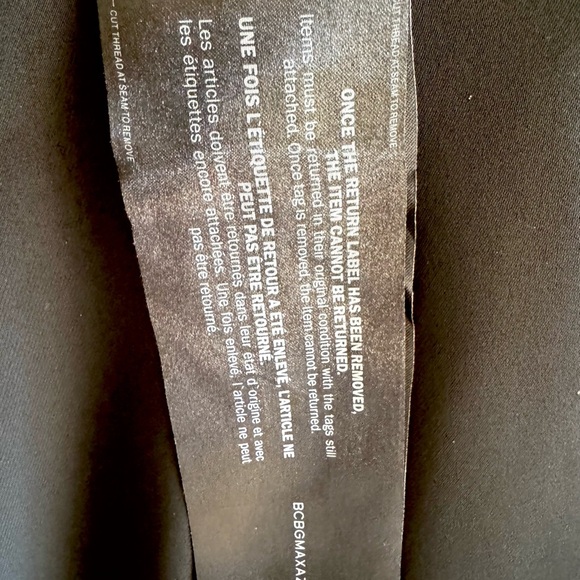 CUT THREAD AT SEAM TO REMOVE
ONCE THE RETURN LABEL HAS BEEN REMOVED,
THE ITEM CANNOT BE RETURNED.
Items must be returned in their original condition with the tags still
attached. Once tag is removed, the item cannot be returned.
UNE FOIS L'ÉTIQUETTE DE RETOUR A ÉTÉ ENLEVÉ, L'ARTICLE NE
PEUT PAS ÊTRE RETOURNÉ.
Les articles doivent être retournés dans leur état d'origine et avec
les étiquettes encore attachées. Une fois enlevé, l'article ne peut
pas être retourné.
CUT THREAD AT SEAM TO REMOVE
BCBGMAXAZ